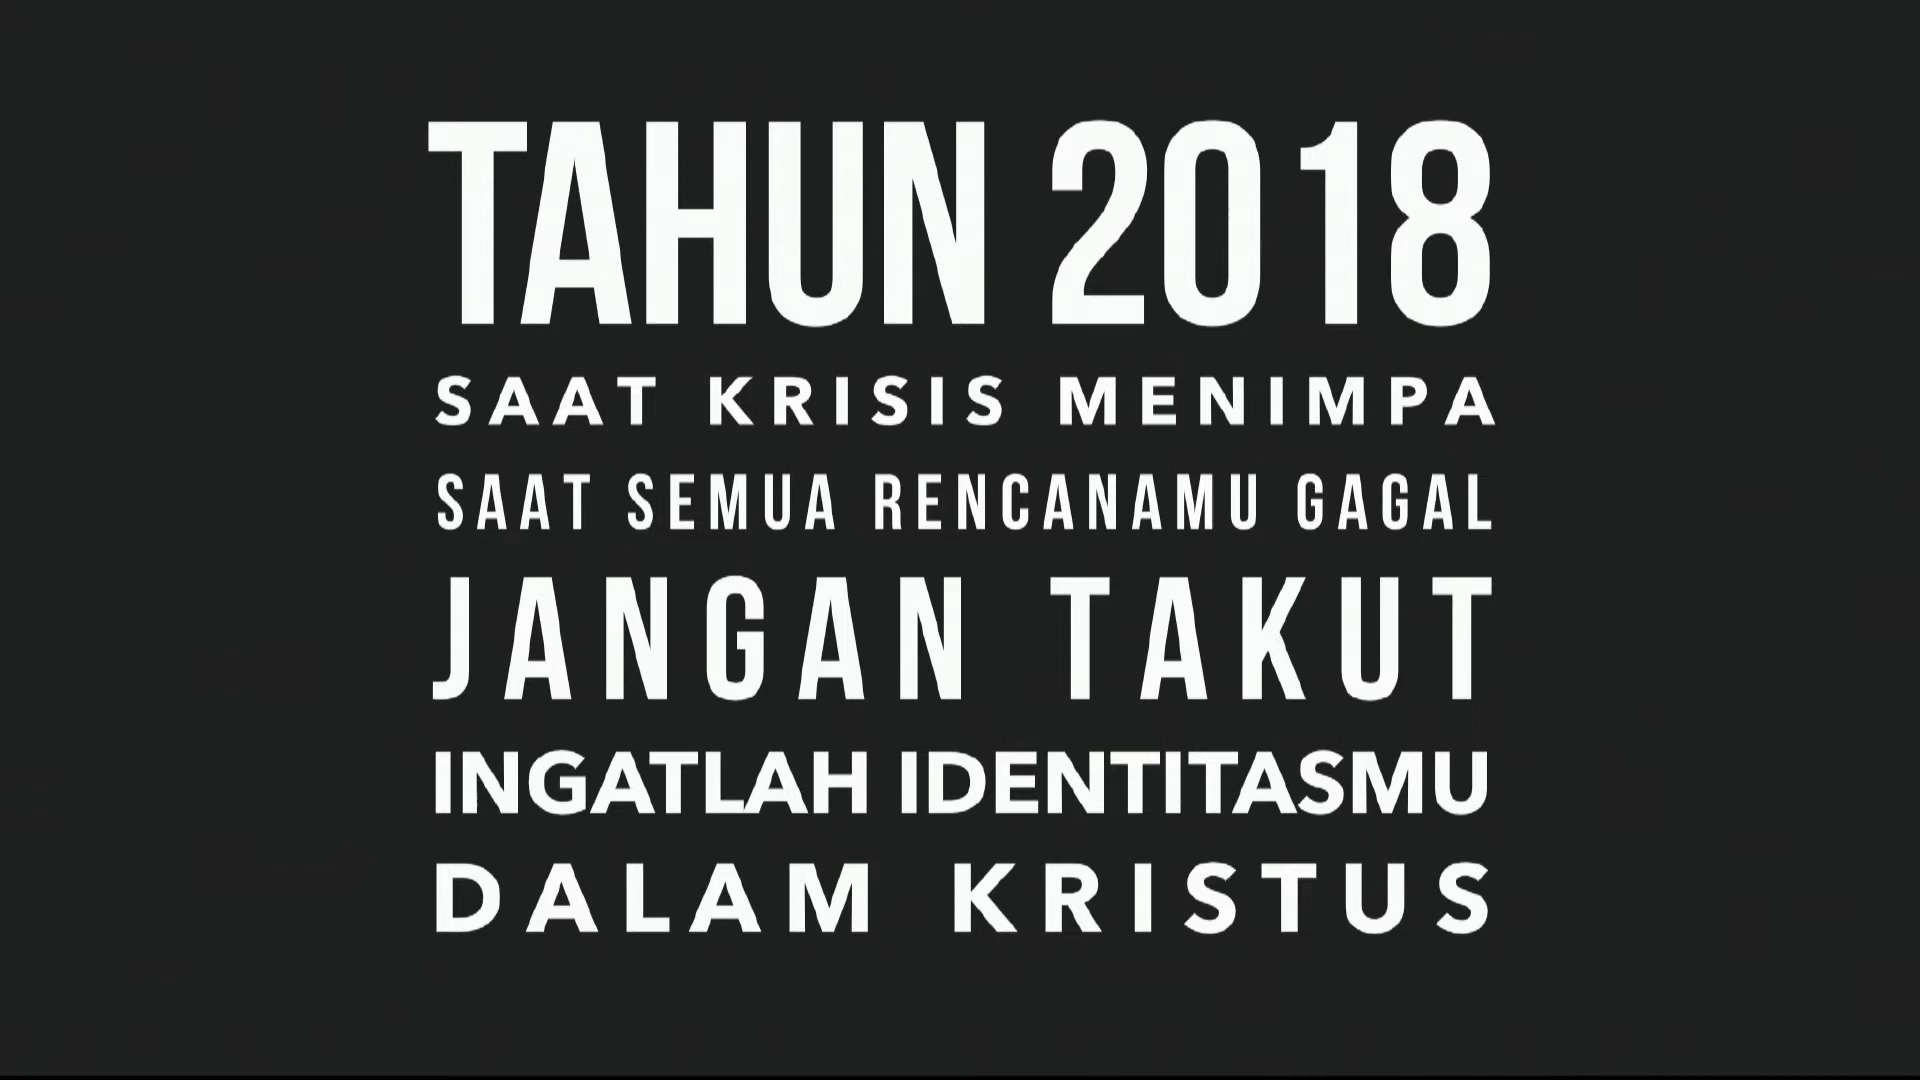 TAHUN 2018
SAAT KRISIS MENIMPA
SAAT SEMUA RENCANAMU GAGAL
JANGAN TAKUT
INGATLAH IDENTITASMU
DALAM KRISTUS